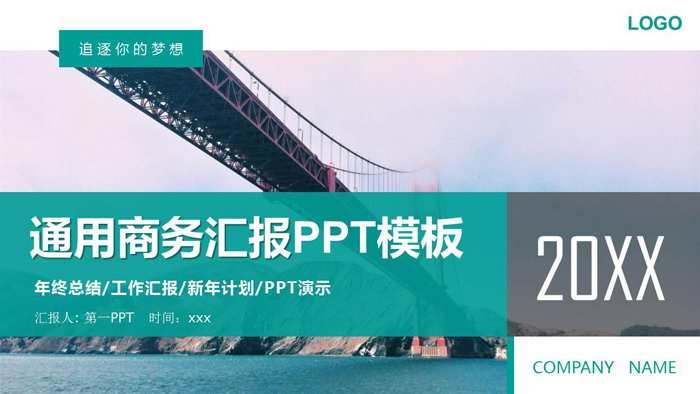 LOGO
追逐你的梦想
通用商务汇报PPT模板
20XX
年终总结/工作汇报/新年计划/PPT演示
汇报人: 第一PPT 时间: xxx
COMPANY NAME